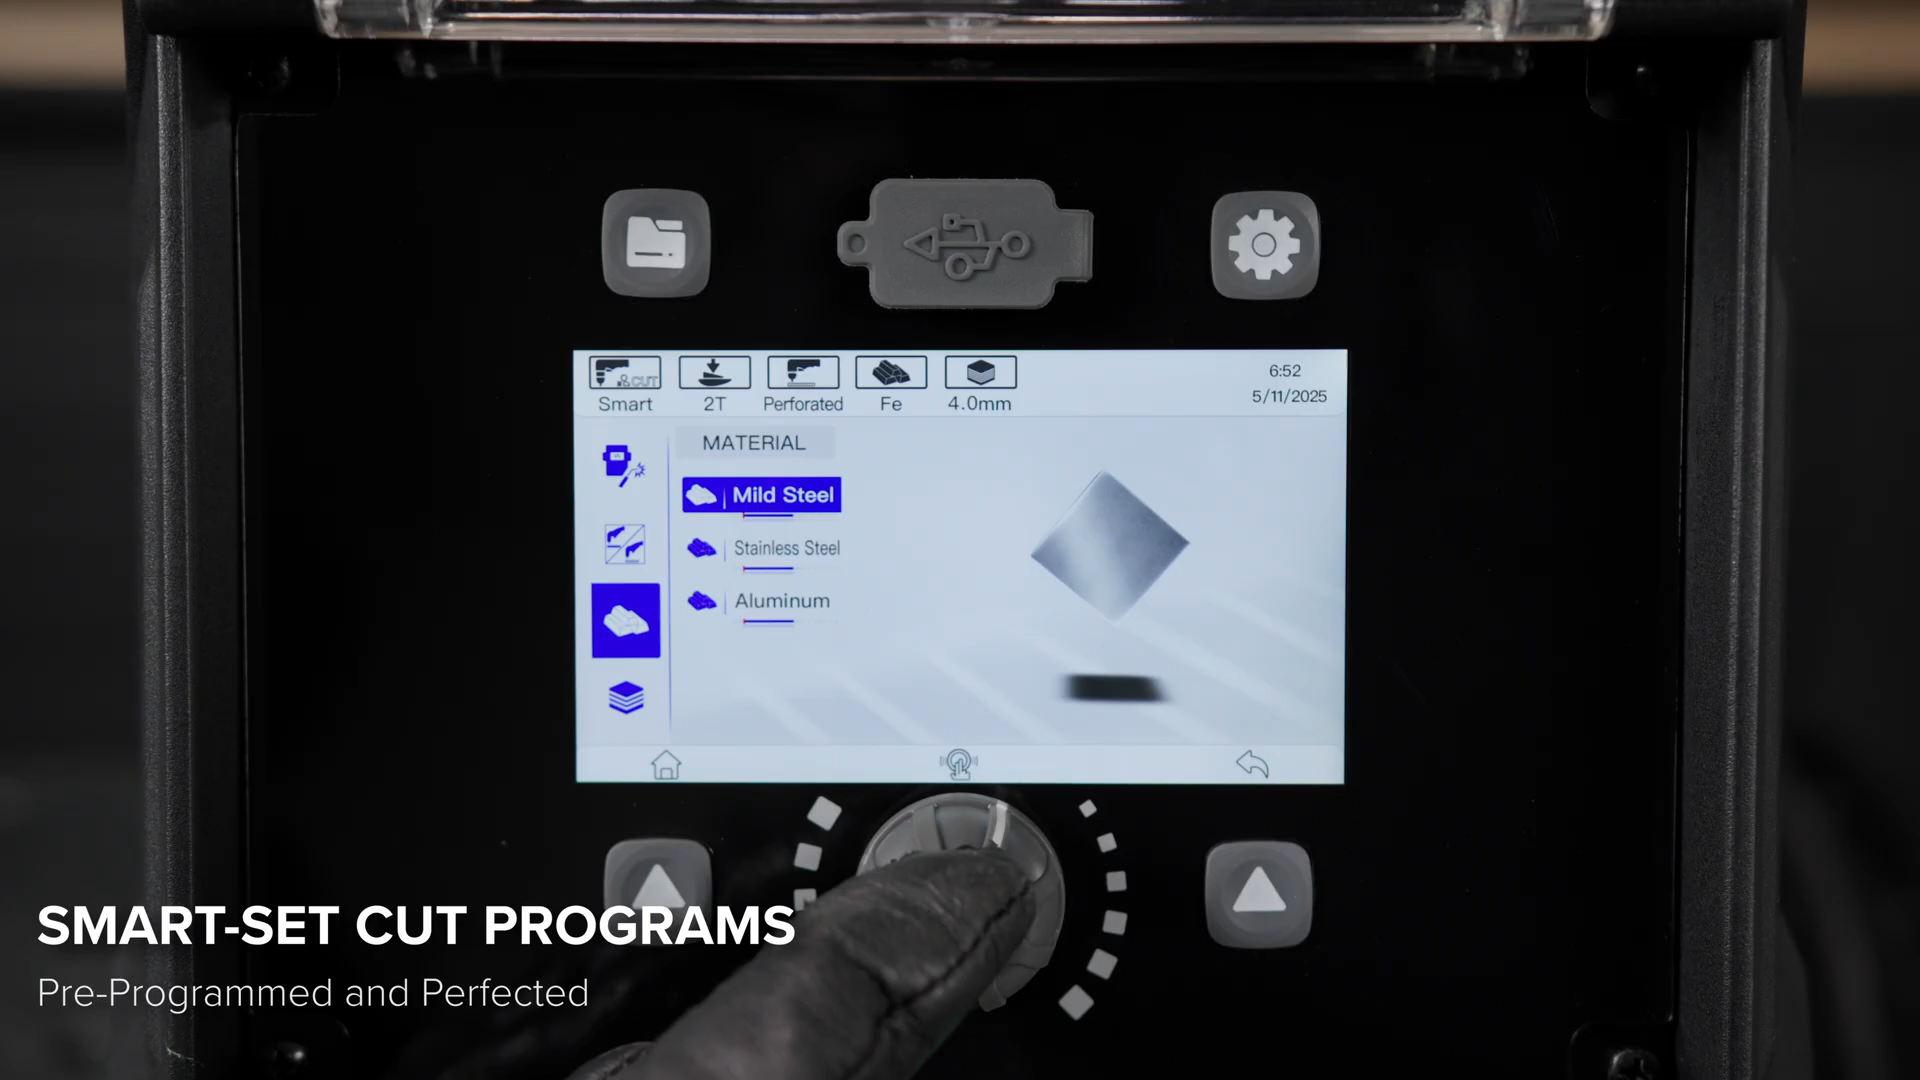 CUT
Smart
2T
Perforated
Fe
4.0mm
6:52
5/11/2025
MATERIAL
Mild Steel
Stainless Steel
Aluminum
SMART-SET CUT PROGRAMS
Pre-Programmed and Perfected